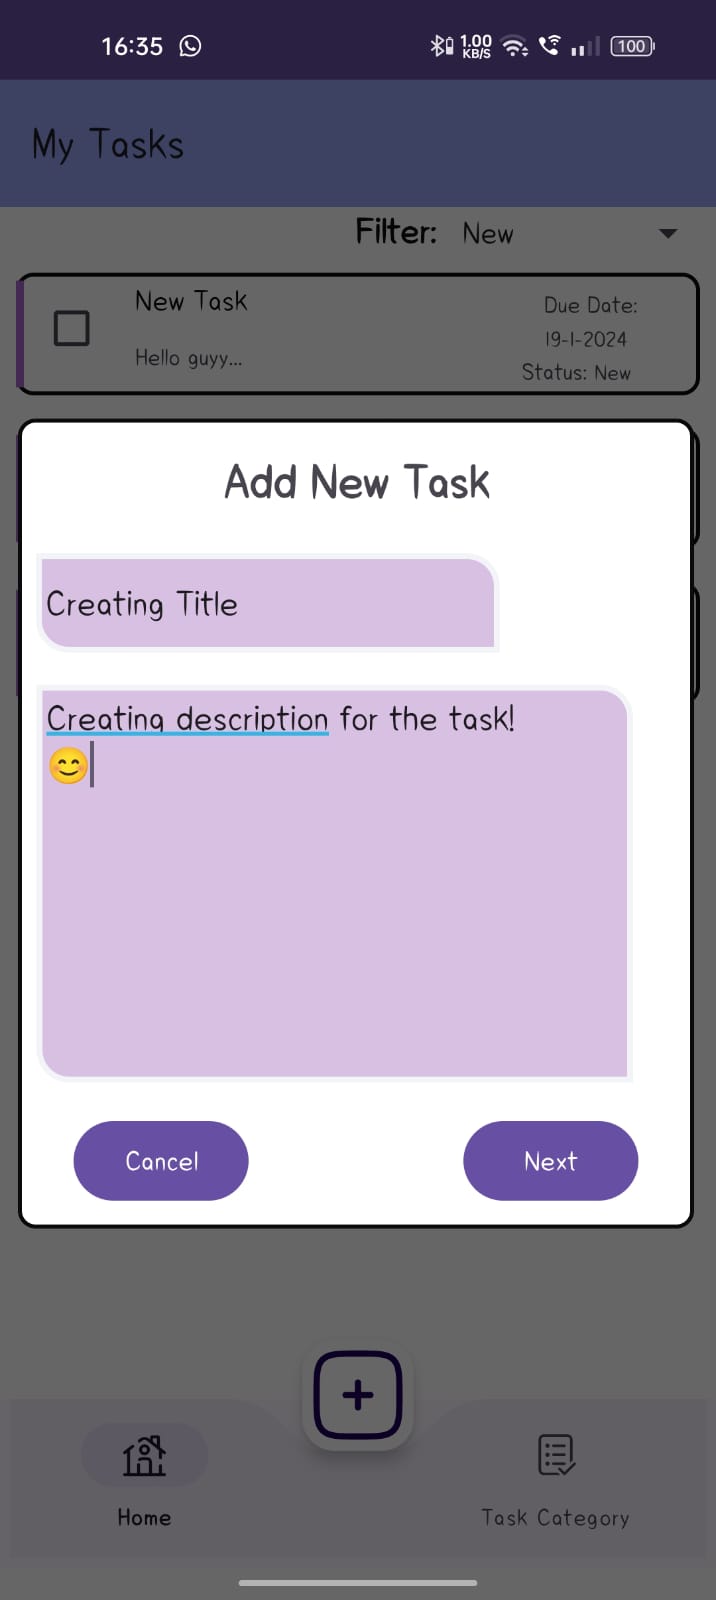 16:35
1.00 KB/S
100
My Tasks
Filter: New
New Task
Due Date:
19-1-2024
Hello guyy...
Status: New
Add New Task
Creating Title
Creating description for the task!
😊
Cancel
Next
Home
Task Category